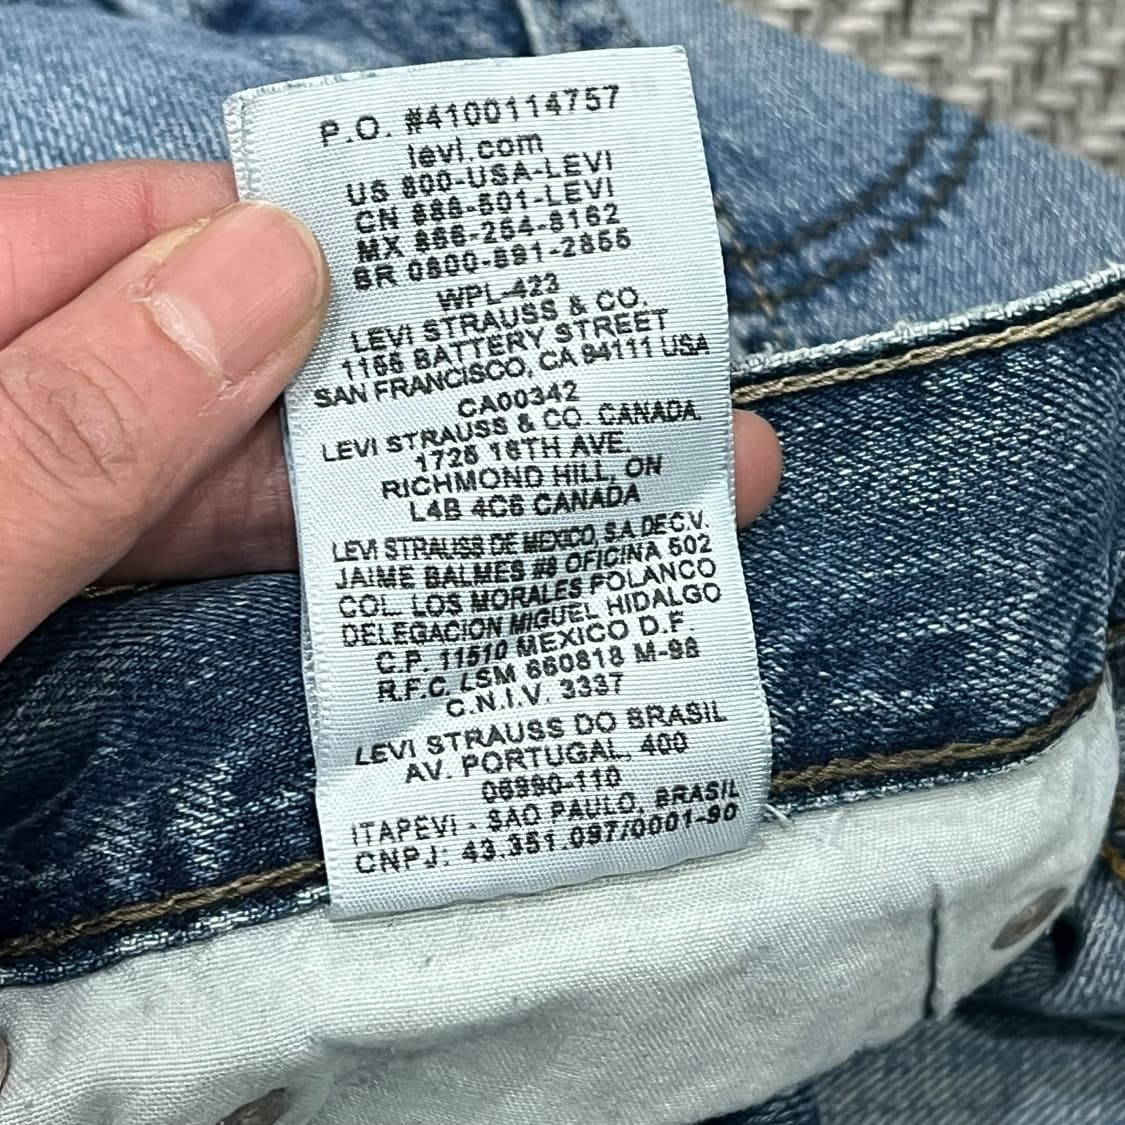 P.O. #4100114757
levi.com
US 800-USA-LEVI
CN 888-501-LEVI
MX 866-254-8162
BR 0800-891-2855
WPL-423
LEVI STRAUSS & CO.
1155 BATTERY STREET
SAN FRANCISCO, CA 94111 USA
CA00342
LEVI STRAUSS & CO. CANADA
1725 16TH AVE.
RICHMOND HILL, ON
L4B 4C6 CANADA
LEVI STRAUSS DE MEXICO, S.A. DE C.V.
JAIME BALMES #8 OFICINA 502
COL. LOS MORALES POLANCO
DELEGACION MIGUEL HIDALGO
C.P. 11510 MEXICO D.F.
R.F.C. LSM 660818 M-98
C.N.I.V. 3337
LEVI STRAUSS DO BRASIL
AV. PORTUGAL, 400
06690-110
ITAPEVI - SAO PAULO, BRASIL
CNPJ: 43.351.097/0001-90